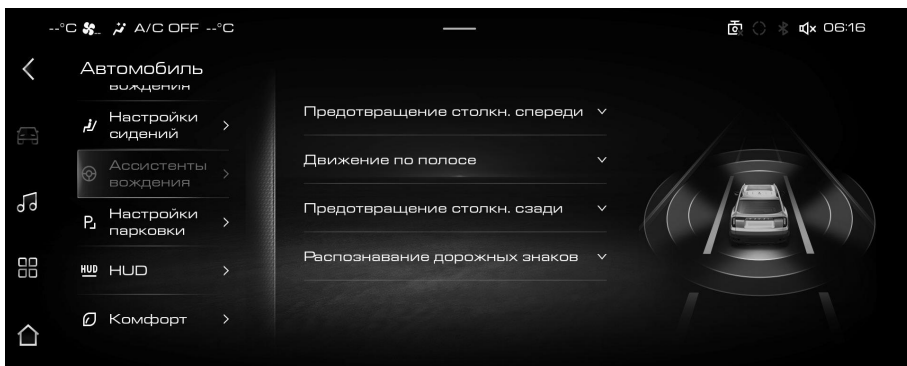 --°C A/C OFF --°C
06:16
Автомобиль
вождения
Настройки
сидений
Ассистенты
вождения
Настройки
парковки
HUD HUD
Комфорт
Предотвращение столкн. спереди
Движение по полосе
Предотвращение столкн. сзади
Распознавание дорожных знаков